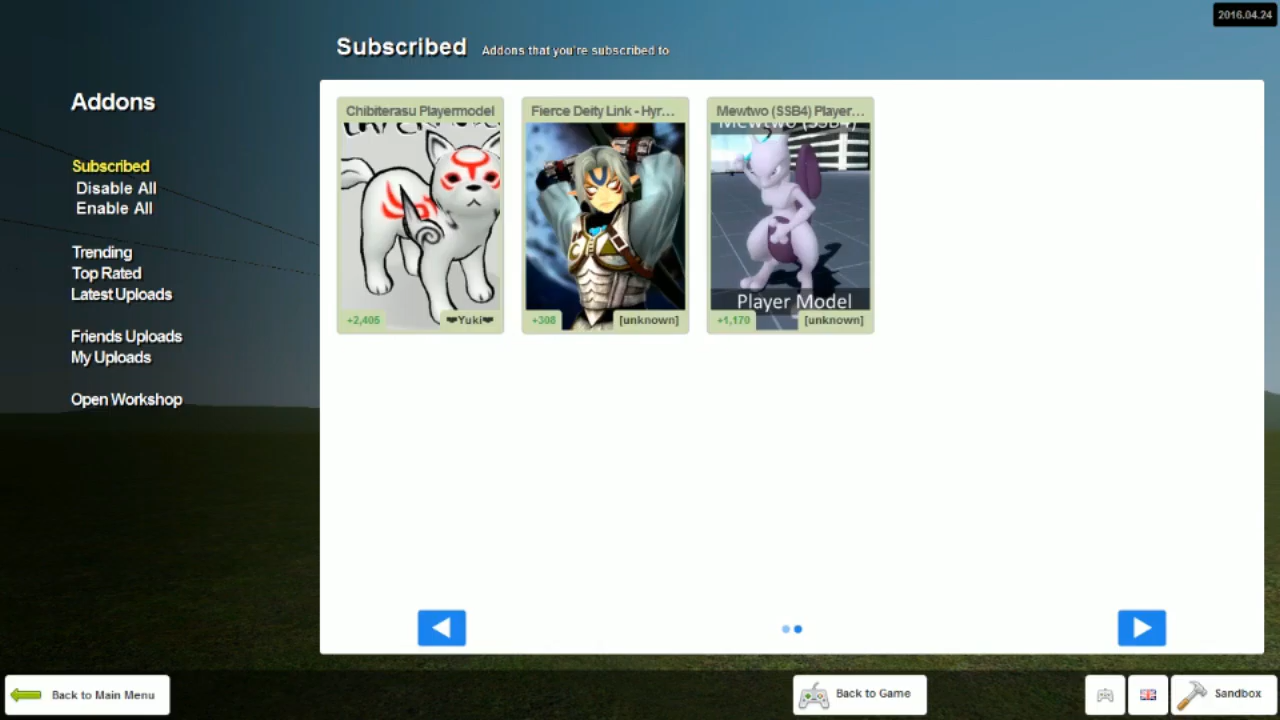 2016.04.24
Subscribed Addons that you're subscribed to
Addons
Subscribed
Disable All
Enable All
Trending
Top Rated
Latest Uploads
Friends Uploads
My Uploads
Open Workshop
Chibiterasu Playermodel
+2,405 ❤Yuki❤
Fierce Deity Link - Hyr...
+308 [unknown]
Mewtwo (SSB4) Player...
Mewtwo (SSB4)
Player Model
+1,170 [unknown]
Back to Main Menu
Back to Game
Sandbox